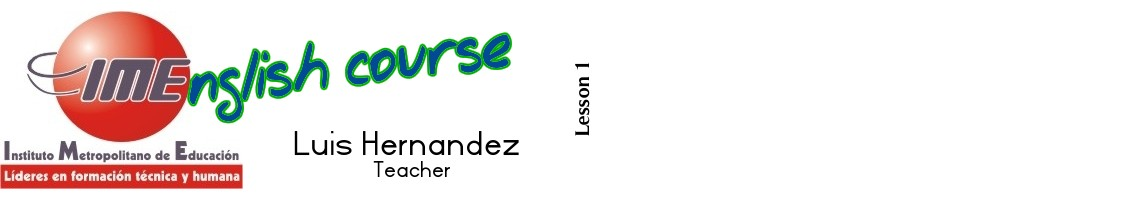 IMEnglish course
Instituto Metropolitano de Educación
Líderes en formación técnica y humana
Luis Hernandez
Teacher
Lesson 1